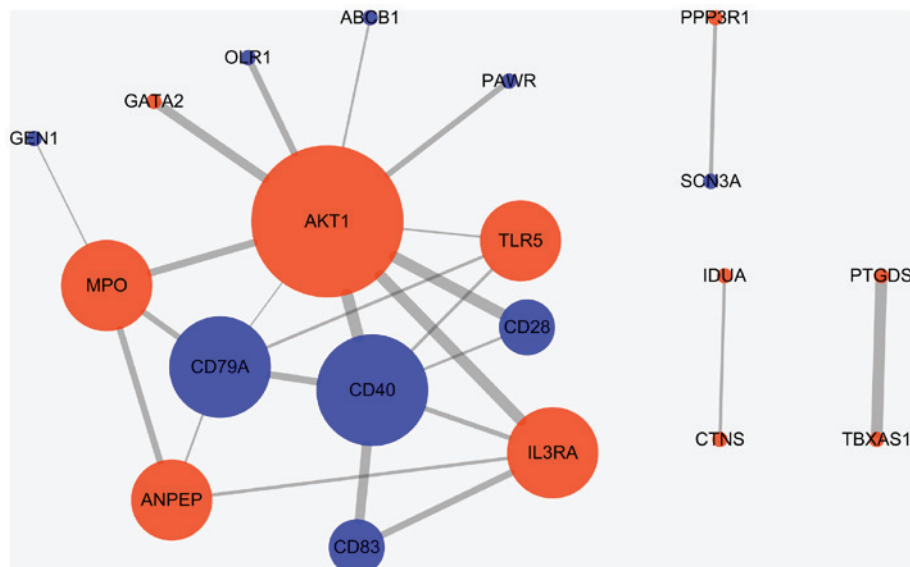 ABCB1
PPP3R1
OLR1
PAWR
GATA2
GEN1
SCN3A
AKT1
TLR5
MPO
IDUA
PTGDS
CD28
CD79A
CD40
CTNS
TBXAS1
IL3RA
ANPEP
CD83